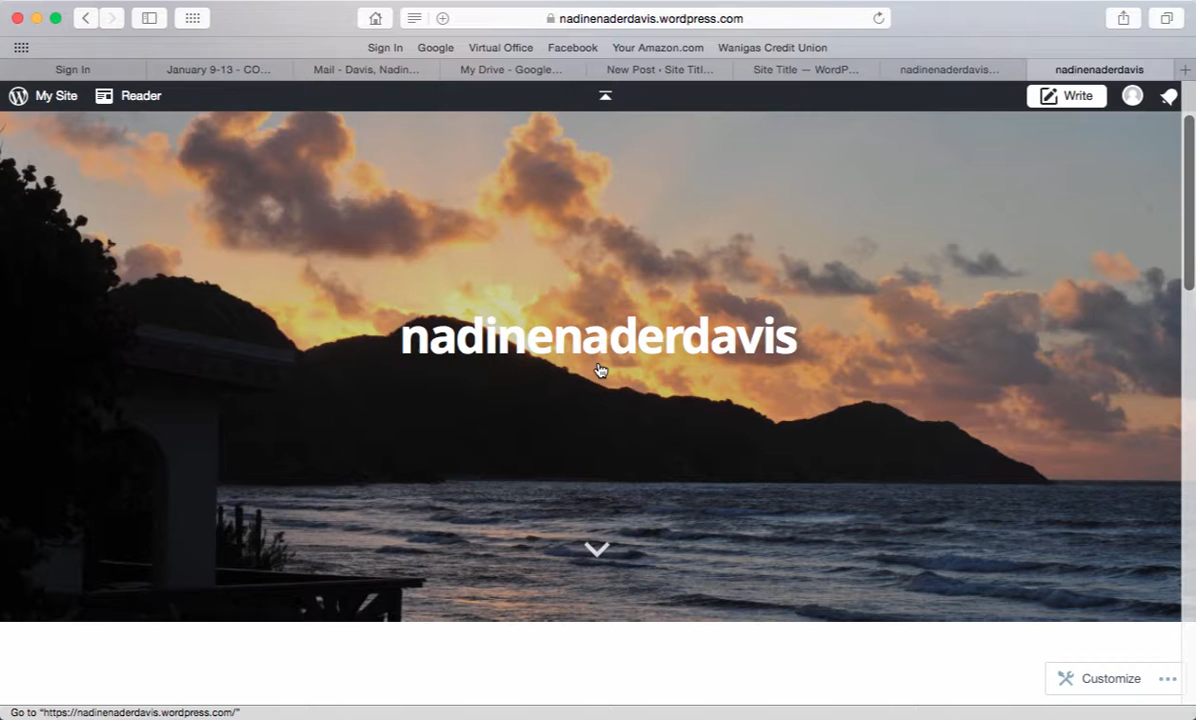 nadinenaderdavis.wordpress.com
Sign In Google Virtual Office Facebook Your Amazon.com Wanigas Credit Union
Sign In January 9-13 - CO... Mail - Davis, Nadin... My Drive - Google... New Post ‹ Site Titl... Site Title — WordP... nadinenaderdavis... nadinenaderdavis
My Site Reader Write
nadinenaderdavis
Customize
Go to "https://nadinenaderdavis.wordpress.com/"